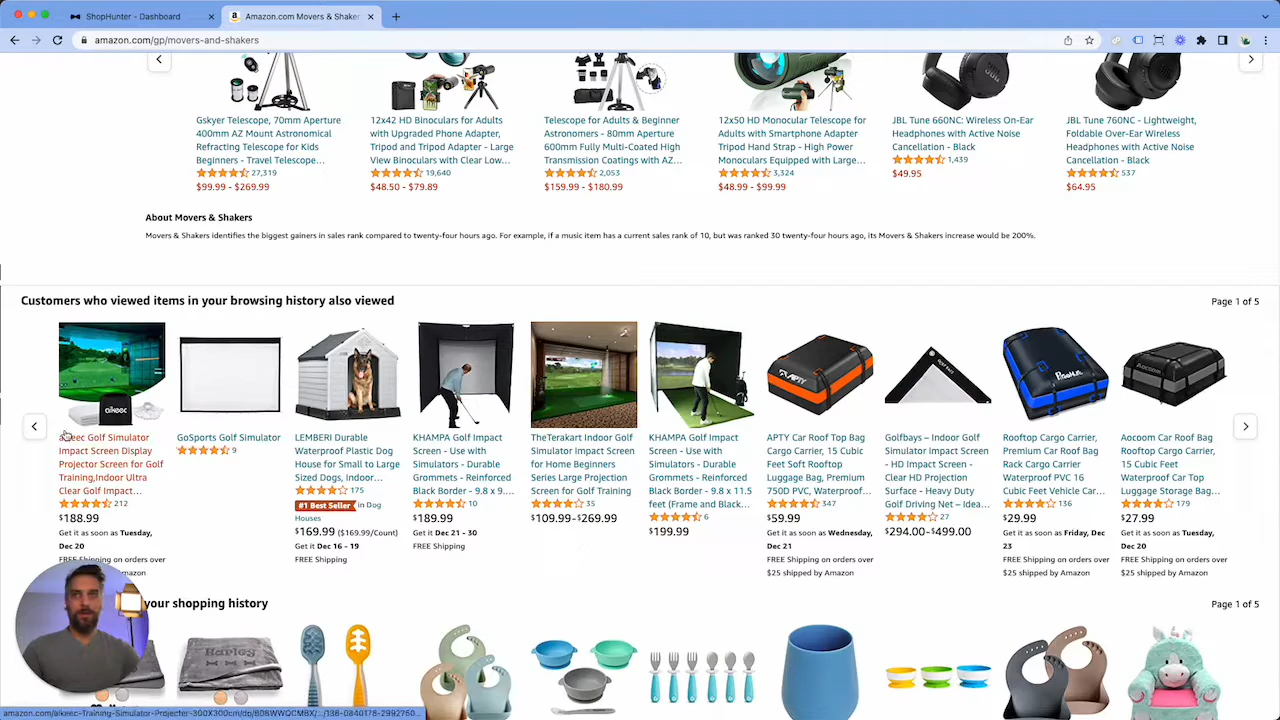 ShopHunter - Dashboard
Amazon.com Movers & Shaker
amazon.com/gp/movers-and-shakers
Gskyer Telescope, 70mm Aperture
400mm AZ Mount Astronomical
Refracting Telescope for Kids
Beginners - Travel Telescope…
27,319
$99.99 - $269.99
12x42 HD Binoculars for Adults
with Upgraded Phone Adapter,
Tripod and Tripod Adapter - Large
View Binoculars with Clear Low…
19,640
$48.50 - $79.89
Telescope for Adults & Beginner
Astronomers - 80mm Aperture
600mm Fully Multi-Coated High
Transmission Coatings with AZ…
2,053
$159.99 - $180.99
12x50 HD Monocular Telescope for
Adults with Smartphone Adapter
Tripod Hand Strap - High Power
Monoculars Equipped with Large…
3,324
$48.99 - $99.99
JBL Tune 660NC: Wireless On-Ear
Headphones with Active Noise
Cancellation - Black
1,439
$49.95
JBL Tune 760NC - Lightweight,
Foldable Over-Ear Wireless
Headphones with Active Noise
Cancellation - Black
537
$64.95
About Movers & Shakers
Movers & Shakers identifies the biggest gainers in sales rank compared to twenty-four hours ago. For example, if a music item has a current sales rank of 10, but was ranked 30 twenty-four hours ago, its Movers & Shakers increase would be 200%.
Customers who viewed items in your browsing history also viewed
Page 1 of 5
aikeec
aikeec Golf Simulator
Impact Screen Display
Projector Screen for Golf
Training,Indoor Ultra
Clear Golf Impact…
212
$188.99
Get it as soon as Tuesday,
Dec 20
FREE Shipping on orders over
GoSports Golf Simulator
9
LEMBERI Durable
Waterproof Plastic Dog
House for Small to Large
Sized Dogs, Indoor…
175
#1 Best Seller in Dog
Houses
$169.99 ($169.99/Count)
Get it Dec 16 - 19
FREE Shipping
KHAMPA Golf Impact
Screen - Use with
Simulators - Durable
Grommets - Reinforced
Black Border - 9.8 x 9.…
10
$189.99
Get it Dec 21 - 30
FREE Shipping
TheTerakart Indoor Golf
Simulator Impact Screen
for Home Beginners
Series Large Projection
Screen for Golf Training
35
$109.99-$269.99
KHAMPA Golf Impact
Screen - Use with
Simulators - Durable
Grommets - Reinforced
Black Border - 9.8 x 11.5
feet (Frame and Black…
6
$199.99
APTY
APTY Car Roof Top Bag
Cargo Carrier, 15 Cubic
Feet Soft Rooftop
Luggage Bag, Premium
750D PVC, Waterproof…
347
$59.99
Get it as soon as Wednesday,
Dec 21
FREE Shipping on orders over
$25 shipped by Amazon
Golfbays – Indoor Golf
Simulator Impact Screen
- HD Impact Screen -
Clear HD Projection
Surface - Heavy Duty
Golf Driving Net – Idea…
27
$294.00-$499.00
Rooftop Cargo Carrier,
Premium Car Roof Bag
Rack Cargo Carrier
Waterproof PVC 16
Cubic Feet Vehicle Car…
136
$29.99
Get it as soon as Friday, Dec
23
FREE Shipping on orders over
$25 shipped by Amazon
Aocoom Car Roof Bag
Rooftop Cargo Carrier,
15 Cubic Feet
Waterproof Car Top
Luggage Storage Bag…
179
$27.99
Get it as soon as Tuesday,
Dec 20
FREE Shipping on orders over
$25 shipped by Amazon
your shopping history
Page 1 of 5
Harley